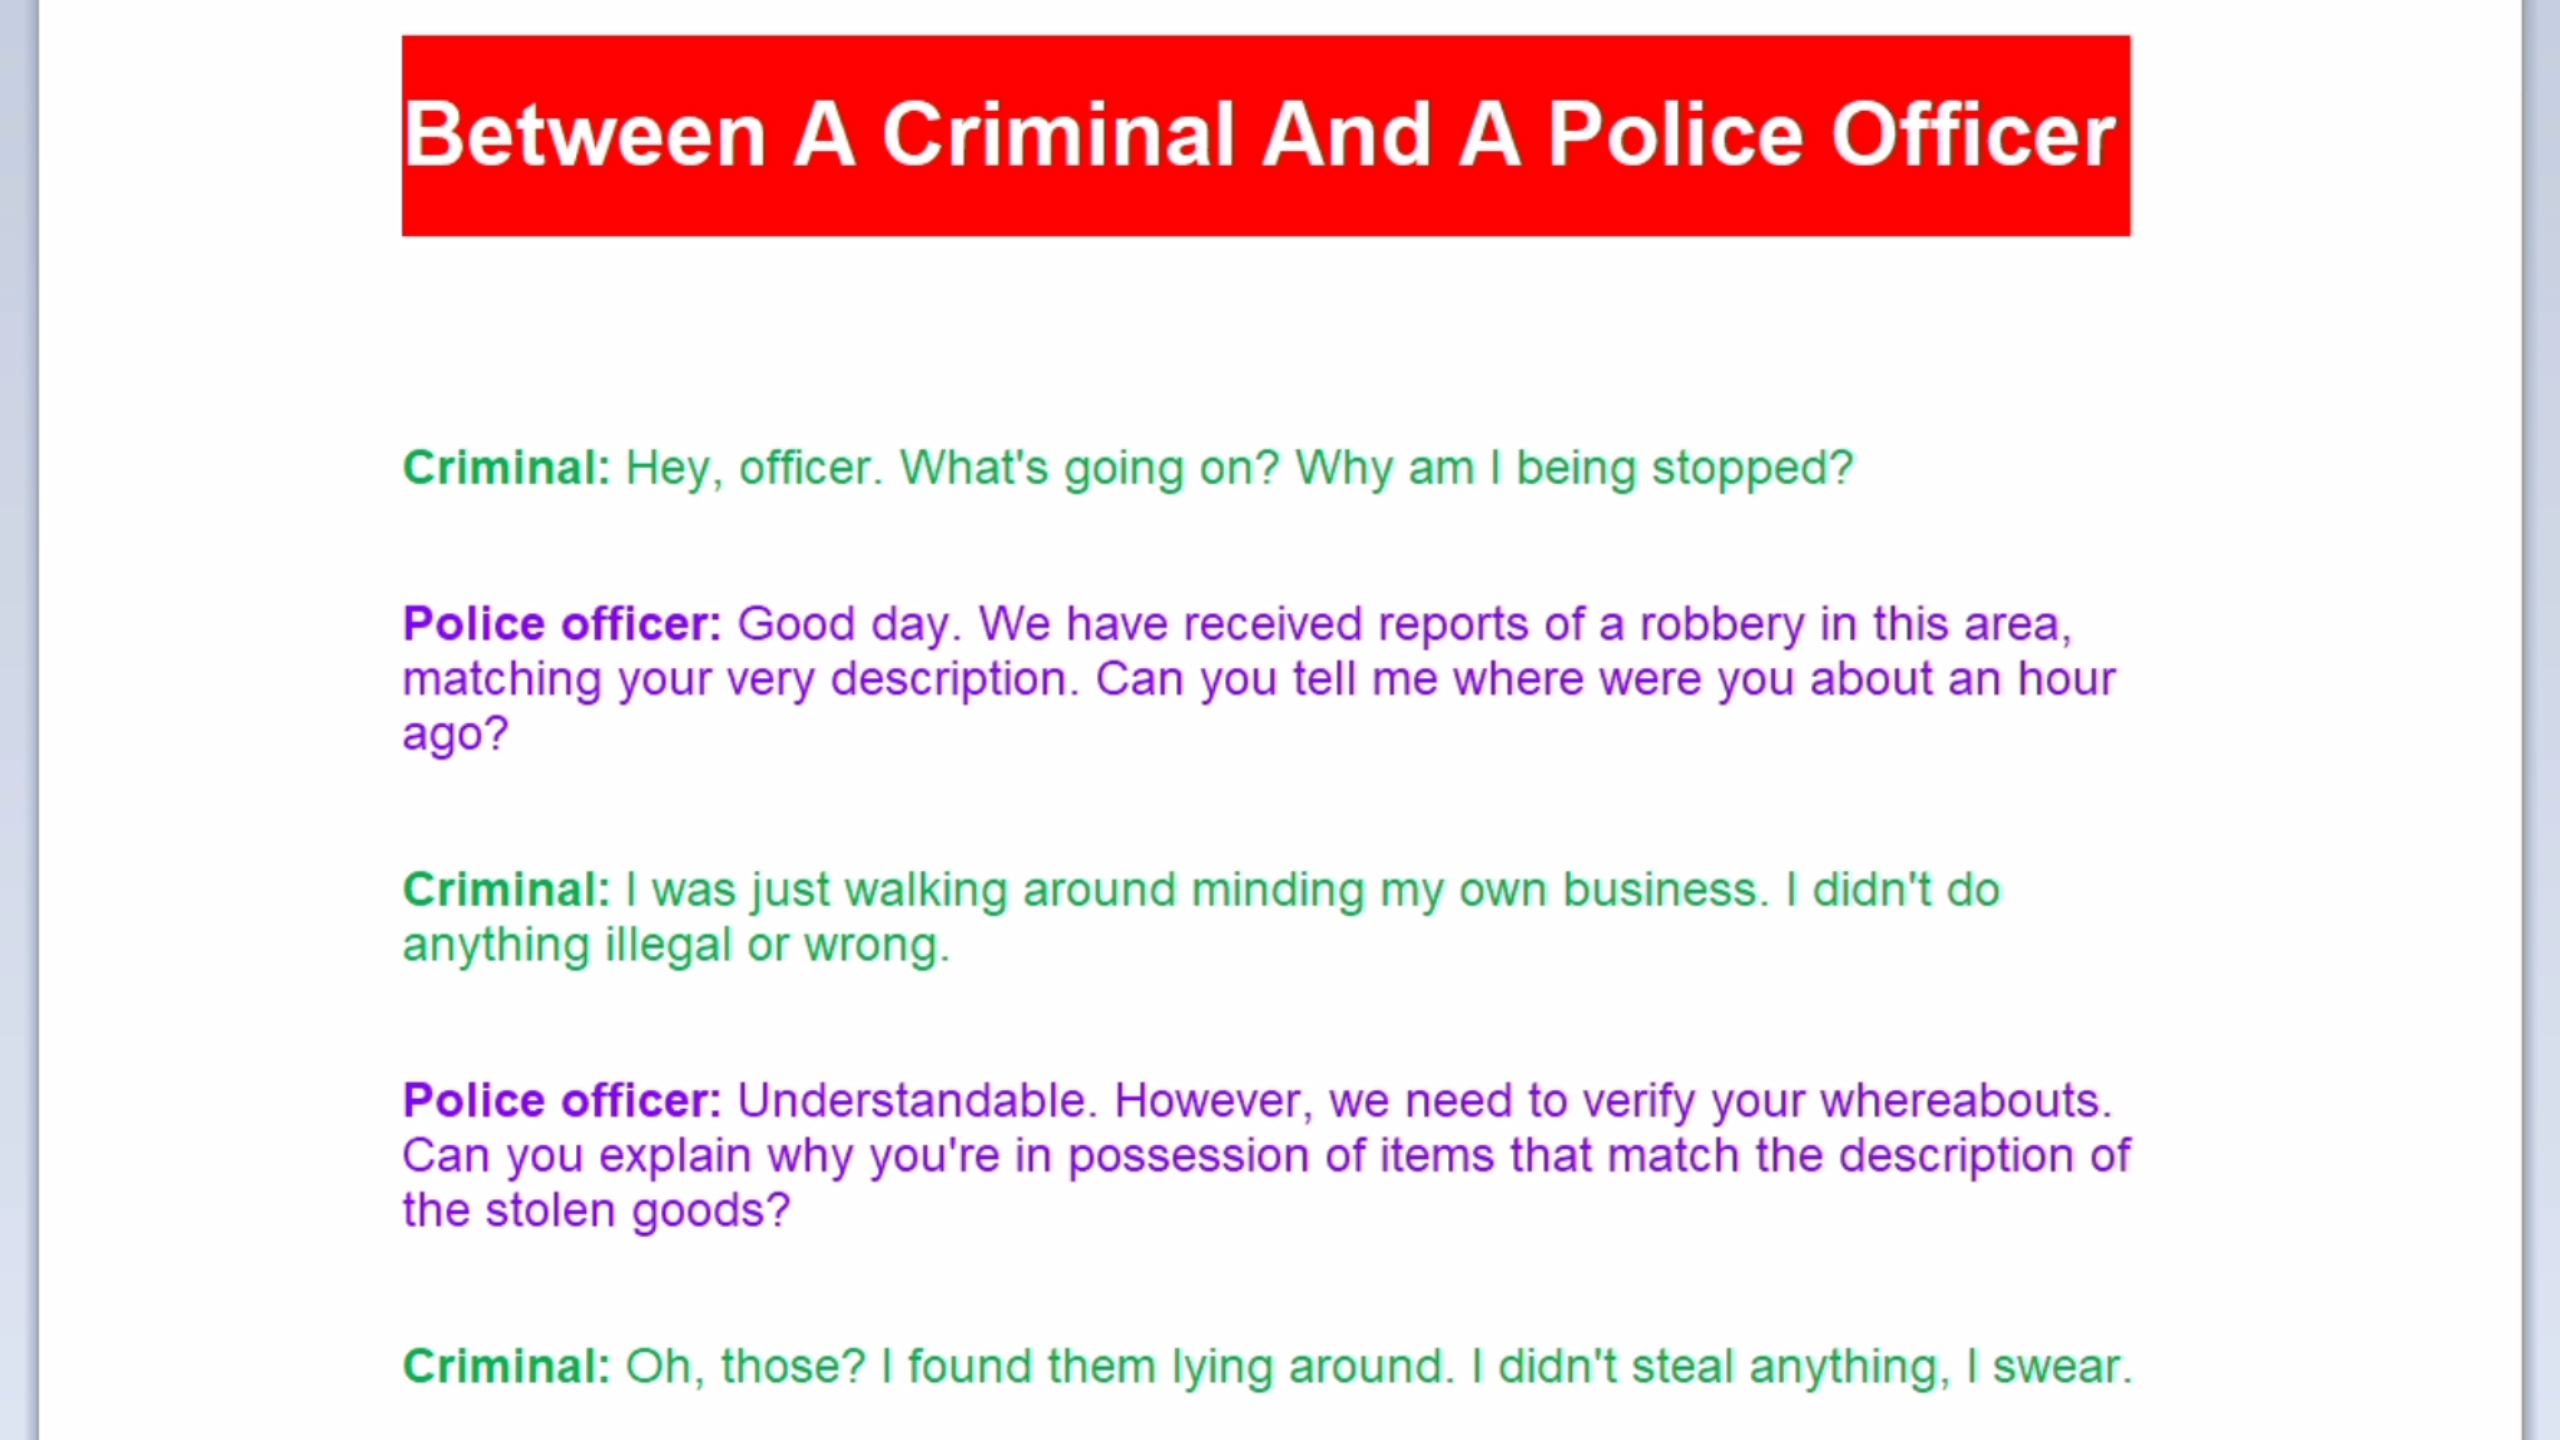 Between A Criminal And A Police Officer
Criminal: Hey, officer. What's going on? Why am I being stopped?
Police officer: Good day. We have received reports of a robbery in this area,
matching your very description. Can you tell me where were you about an hour
ago?
Criminal: I was just walking around minding my own business. I didn't do
anything illegal or wrong.
Police officer: Understandable. However, we need to verify your whereabouts.
Can you explain why you're in possession of items that match the description of
the stolen goods?
Criminal: Oh, those? I found them lying around. I didn't steal anything, I swear.